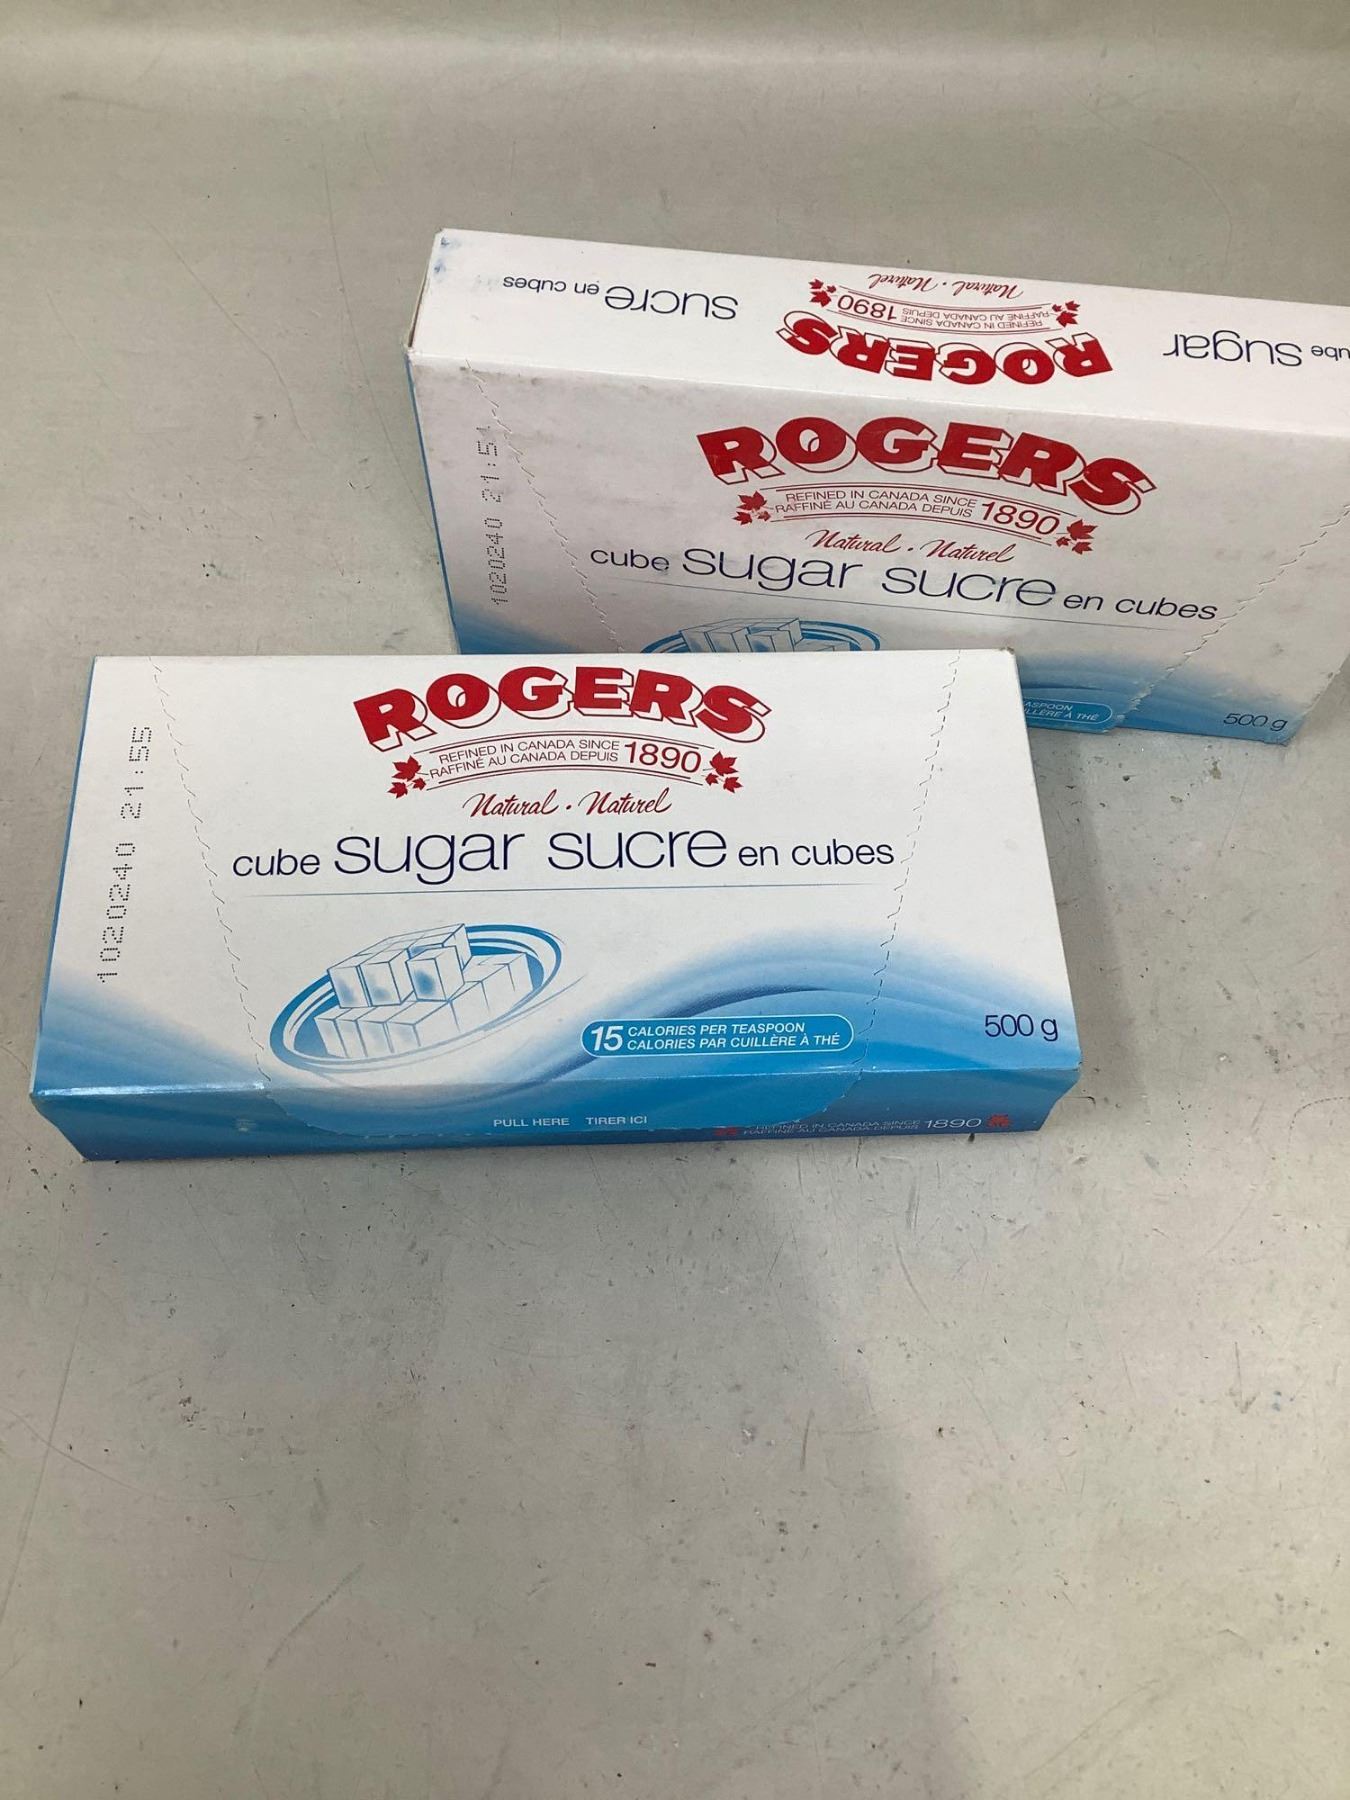 sucre en cubes
ROGERS
REFINED IN CANADA SINCE
RAFFINÉ AU CANADA DEPUIS 1890
Natural • Naturel
Sugar
ROGERS
REFINED IN CANADA SINCE
RAFFINÉ AU CANADA DEPUIS 1890
Natural • Naturel
cube sugar sucre en cubes
1020240 21:51
500 g
ROGERS
REFINED IN CANADA SINCE
RAFFINÉ AU CANADA DEPUIS 1890
Natural • Naturel
cube sugar sucre en cubes
1020240 21:55
15 CALORIES PER TEASPOON
CALORIES PAR CUILLÈRE À THÉ
500 g
PULL HERE TIRER ICI
REFINED IN CANADA SINCE
RAFFINÉ AU CANADA DEPUIS 1890